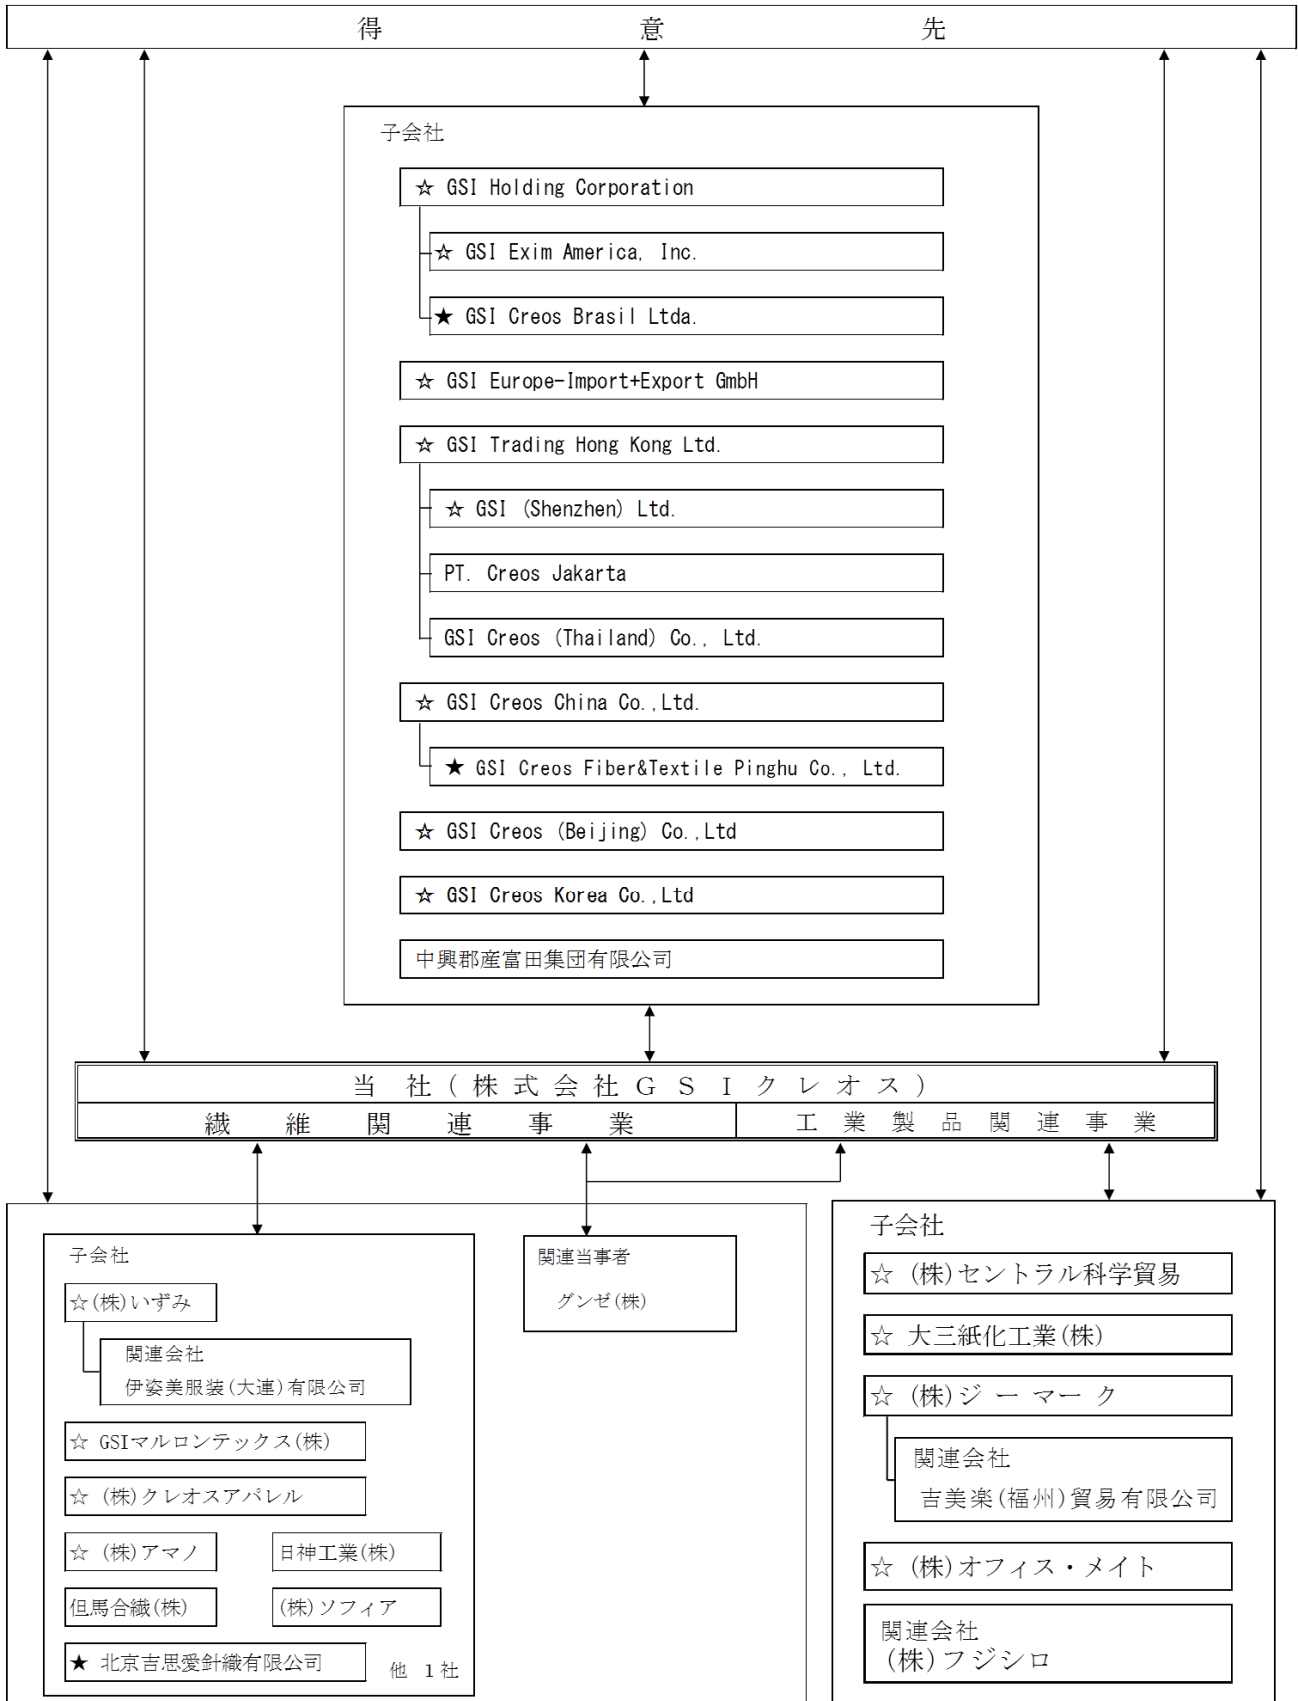 得意先
子会社
☆ GSI Holding Corporation
☆ GSI Exim America, Inc.
★ GSI Creos Brasil Ltda.
☆ GSI Europe-Import+Export GmbH
☆ GSI Trading Hong Kong Ltd.
☆ GSI (Shenzhen) Ltd.
PT. Creos Jakarta
GSI Creos (Thailand) Co., Ltd.
☆ GSI Creos China Co.,Ltd.
★ GSI Creos Fiber&Textile Pinghu Co., Ltd.
☆ GSI Creos (Beijing) Co.,Ltd
☆ GSI Creos Korea Co.,Ltd
中興郡産富田集団有限公司
当社(株式会社GSIクレオス)
繊維関連事業
工業製品関連事業
子会社
☆(株)いずみ
関連会社
伊姿美服装(大連)有限公司
☆ GSIマルロンテックス(株)
☆ (株)クレオスアパレル
☆ (株)アマノ
日神工業(株)
但馬合繊(株)
(株)ソフィア
★ 北京吉思愛針織有限公司
他 1社
関連当事者
グンゼ(株)
子会社
☆ (株)セントラル科学貿易
☆ 大三紙化工業(株)
☆ (株)ジーマーク
関連会社
吉美楽(福州)貿易有限公司
☆ (株)オフィス・メイト
関連会社
(株)フジシロ